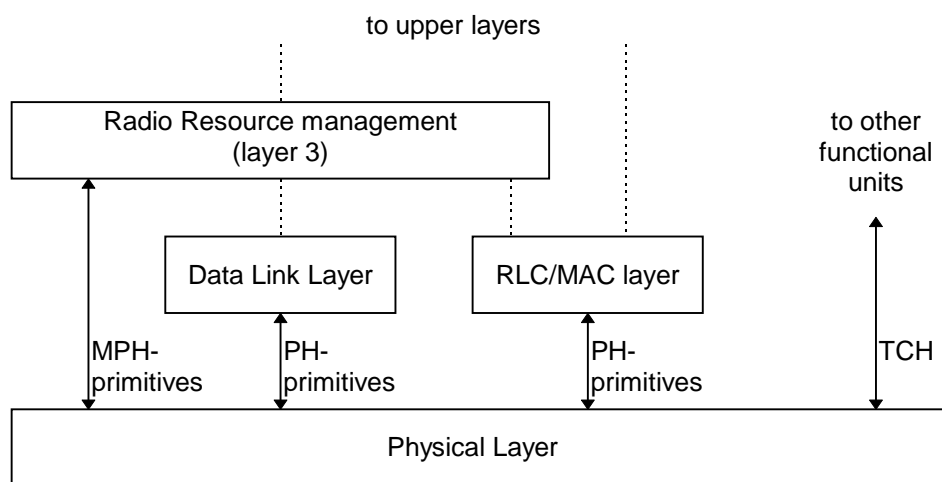 to upper layers
Radio Resource management
(layer 3)
to other
functional
units
Data Link Layer
RLC/MAC layer
MPH-
primitives
PH-
primitives
PH-
primitives
TCH
Physical Layer